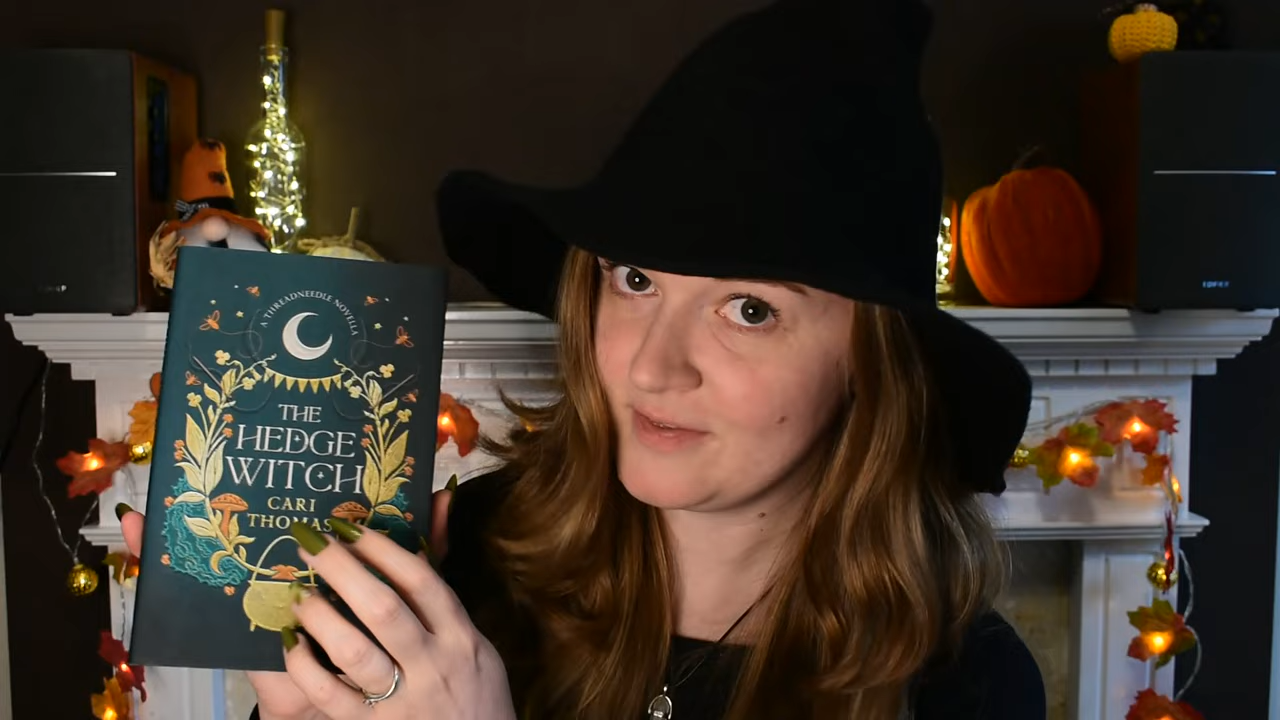 A THREADNEEDLE NOVELLA
THE
HEDGE
WITCH
CARI
THOMAS